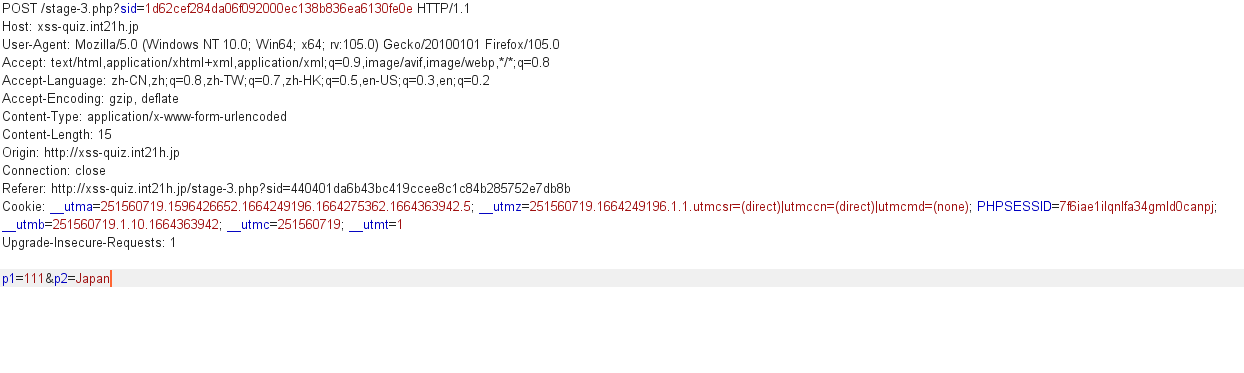 POST /stage-3.php?sid=1d62cef284da06f092000ec138b836ea6130fe0e HTTP/1.1
Host: xss-quiz.int21h.jp
User-Agent: Mozilla/5.0 (Windows NT 10.0; Win64; x64; rv:105.0) Gecko/20100101 Firefox/105.0
Accept: text/html,application/xhtml+xml,application/xml;q=0.9,image/avif,image/webp,*/*;q=0.8
Accept-Language: zh-CN,zh;q=0.8,zh-TW;q=0.7,zh-HK;q=0.5,en-US;q=0.3,en;q=0.2
Accept-Encoding: gzip, deflate
Content-Type: application/x-www-form-urlencoded
Content-Length: 15
Origin: http://xss-quiz.int21h.jp
Connection: close
Referer: http://xss-quiz.int21h.jp/stage-3.php?sid=440401da6b43bc419ccee8c1c84b285752e7db8b
Cookie: __utma=251560719.1596426652.1664249196.1664275362.1664363942.5; __utmz=251560719.1664249196.1.1.utmcsr=(direct)|utmccn=(direct)|utmcmd=(none); PHPSESSID=7f6iae1ilqnlfa34gmld0canpj;
__utmb=251560719.1.10.1664363942; __utmc=251560719; __utmt=1
Upgrade-Insecure-Requests: 1
p1=111&p2=Japan